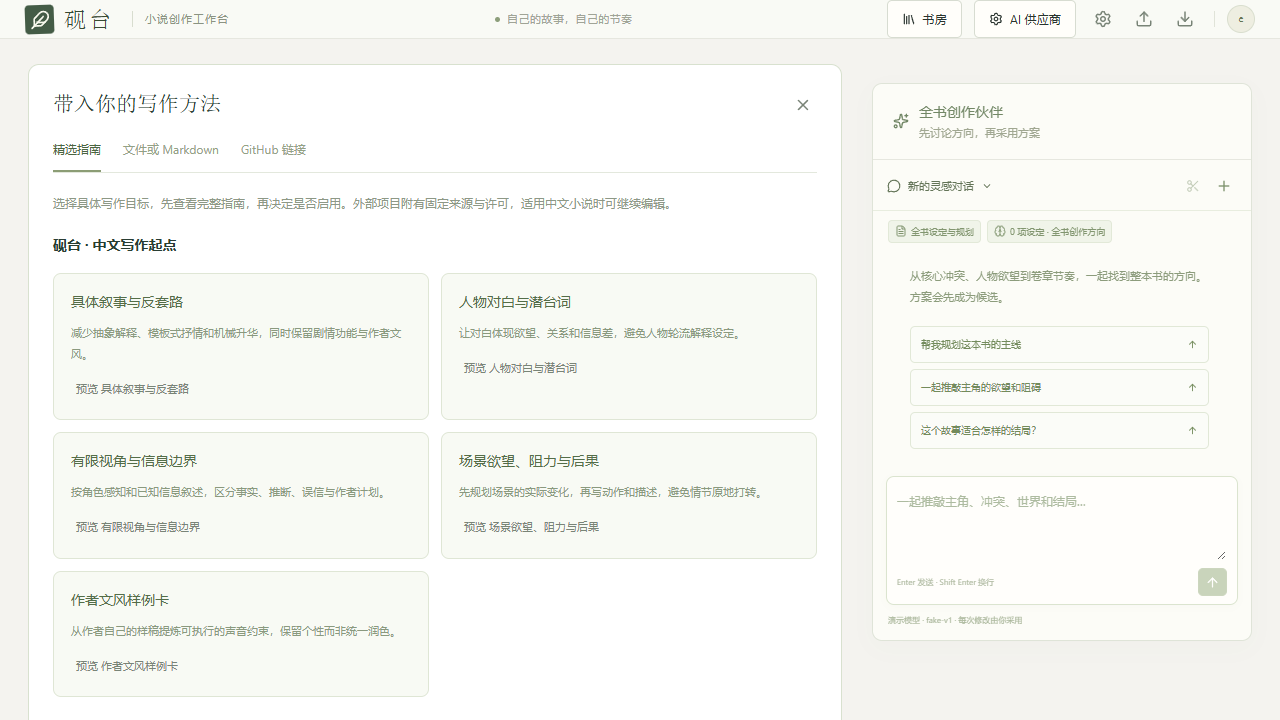 砚台
小说创作工作台
自己的故事，自己的节奏
书房
AI 供应商
c
带入你的写作方法
精选指南
文件或 Markdown
GitHub 链接
选择具体写作目标，先查看完整指南，再决定是否启用。外部项目附有固定来源与许可，适用中文小说时可继续编辑。
砚台 · 中文写作起点
具体叙事与反套路
减少抽象解释、模板式抒情和机械升华，同时保留剧情功能与作者文
风。
预览 具体叙事与反套路
人物对白与潜台词
让对白体现欲望、关系和信息差，避免人物轮流解释设定。
预览 人物对白与潜台词
有限视角与信息边界
按角色感知和已知信息叙述，区分事实、推断、误信与作者计划。
预览 有限视角与信息边界
场景欲望、阻力与后果
先规划场景的实际变化，再写动作和描述，避免情节原地打转。
预览 场景欲望、阻力与后果
作者文风样例卡
从作者自己的样稿提炼可执行的声音约束，保留个性而非统一润色。
预览 作者文风样例卡
全书创作伙伴
先讨论方向，再采用方案
新的灵感对话
全书设定与规划
0 项设定 · 全书创作方向
从核心冲突、人物欲望到卷章节奏，一起找到整本书的方向。
方案会先成为候选。
帮我规划这本书的主线
一起推敲主角的欲望和阻碍
这个故事适合怎样的结局？
一起推敲主角、冲突、世界和结局...
Enter 发送 · Shift Enter 换行
演示模型 · fake-v1 · 每次修改由你采用